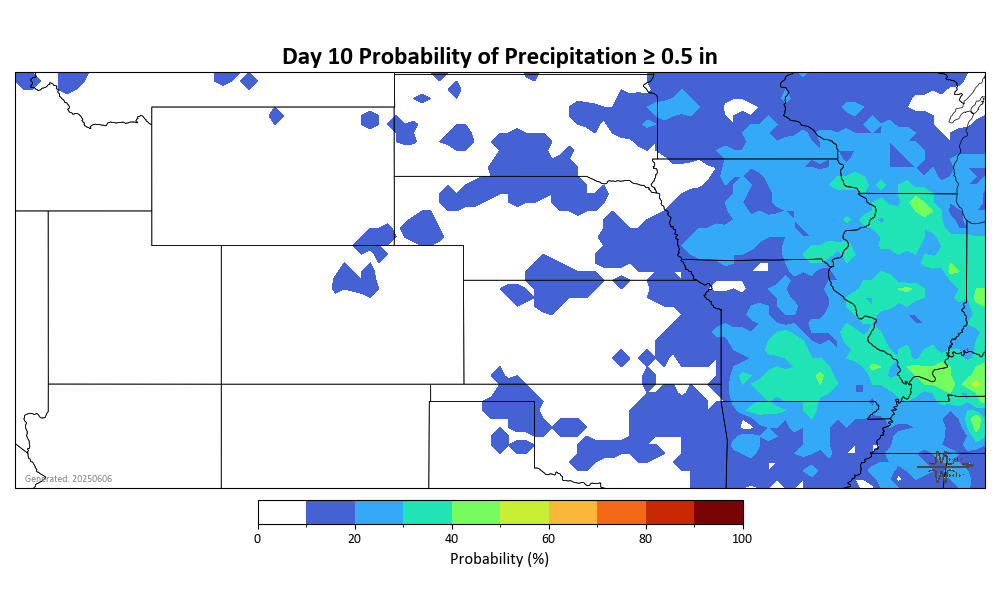 Day 10 Probability of Precipitation ≥ 0.5 in
Generated: 20250606
0 20 40 60 80 100
Probability (%)